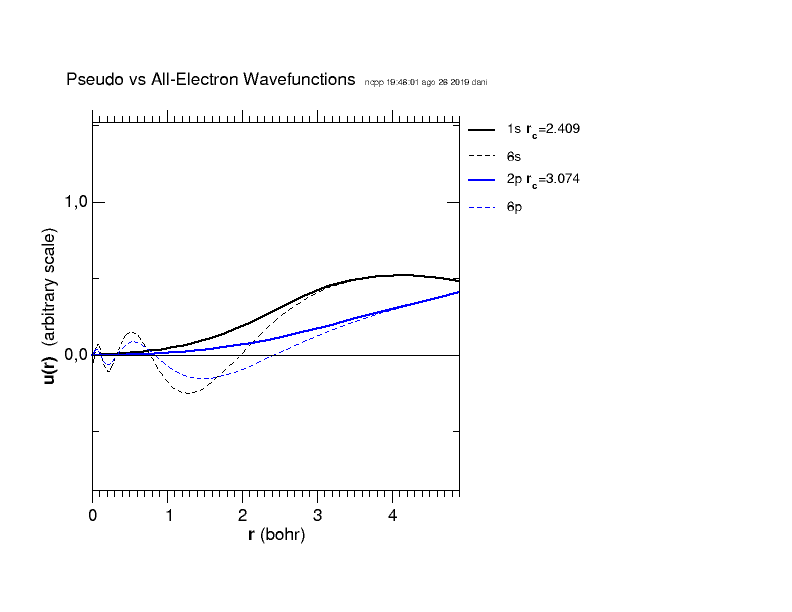 Pseudo vs All-Electron Wavefunctions ncpp 19:46:01 ago 26 2019 dani
1s rc=2.409
6s
2p rc=3.074
6p
1,0
0,0
u(r) (arbitrary scale)
0 1 2 3 4
r (bohr)